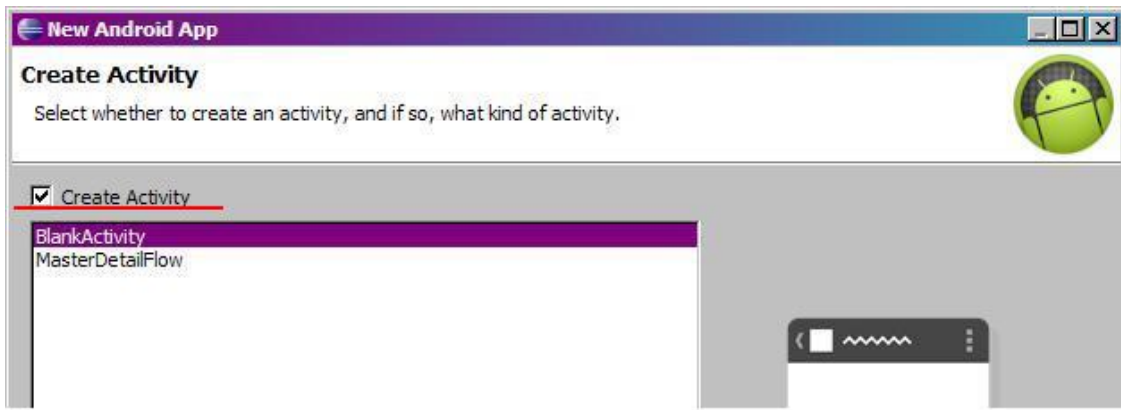 New Android App
Create Activity
Select whether to create an activity, and if so, what kind of activity.
Create Activity
BlankActivity
MasterDetailFlow